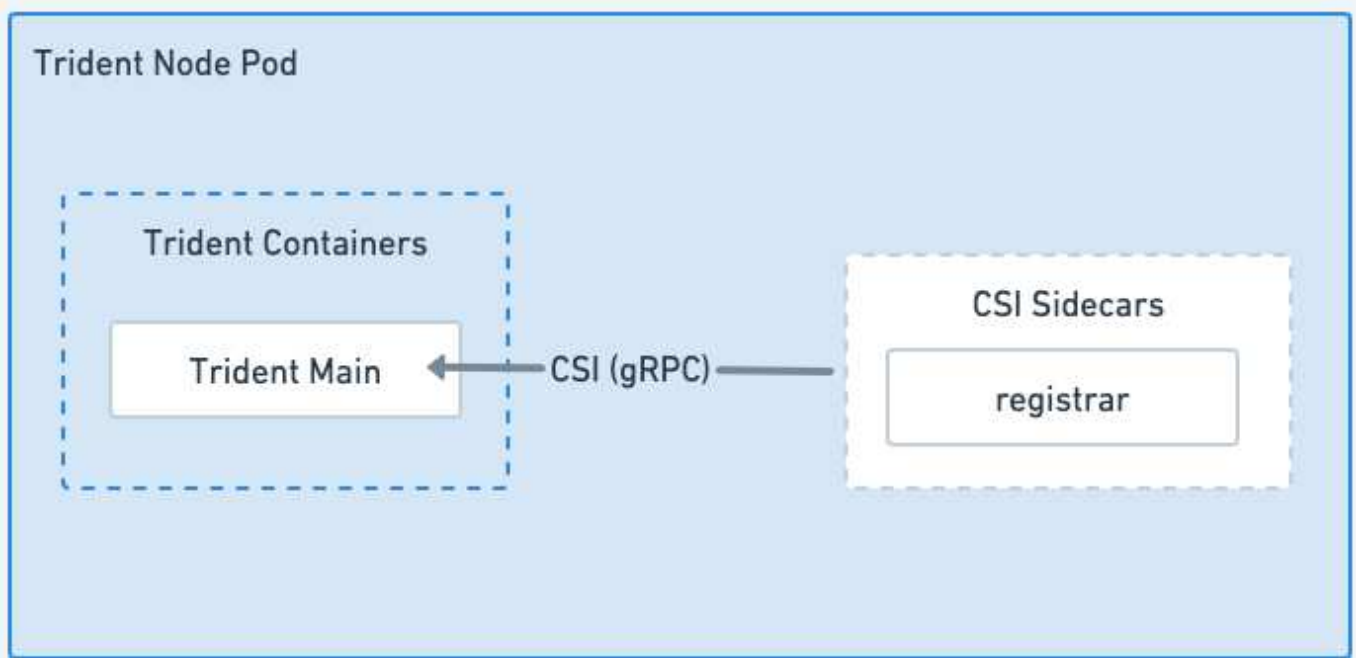 Trident Node Pod
Trident Containers
Trident Main
CSI (gRPC)
CSI Sidecars
registrar